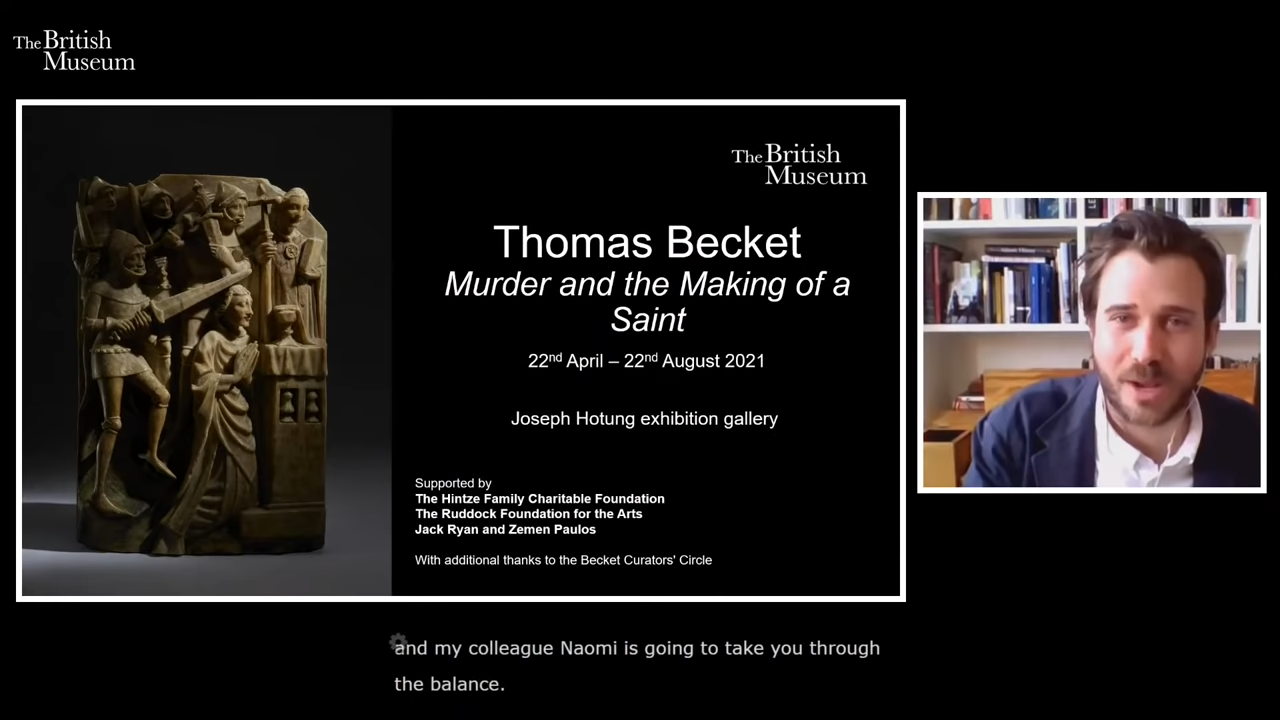 The British
Museum
The British
Museum
Thomas Becket
Murder and the Making of a
Saint
22nd April – 22nd August 2021
Joseph Hotung exhibition gallery
Supported by
The Hintze Family Charitable Foundation
The Ruddock Foundation for the Arts
Jack Ryan and Zemen Paulos
With additional thanks to the Becket Curators' Circle
and my colleague Naomi is going to take you through
the balance.